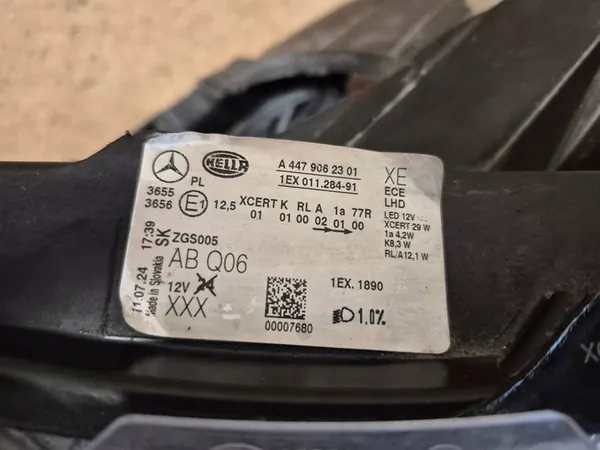 HELLA
A 447 906 23 01
1EX 011.284-91
XE
ECE
LHD
LED 12V
XCERT 29 W
1a 4,2W
K8,3 W
RL/A12,1 W
PL
3655
3656
E1
12,5
XCERT K RL A 1a 77R
01 01 00 02 01 00
11.07.24 17:39
Made in Slovakia SK
ZGS005
AB Q06
12V
XXX
00007680
1EX. 1890
1.0%